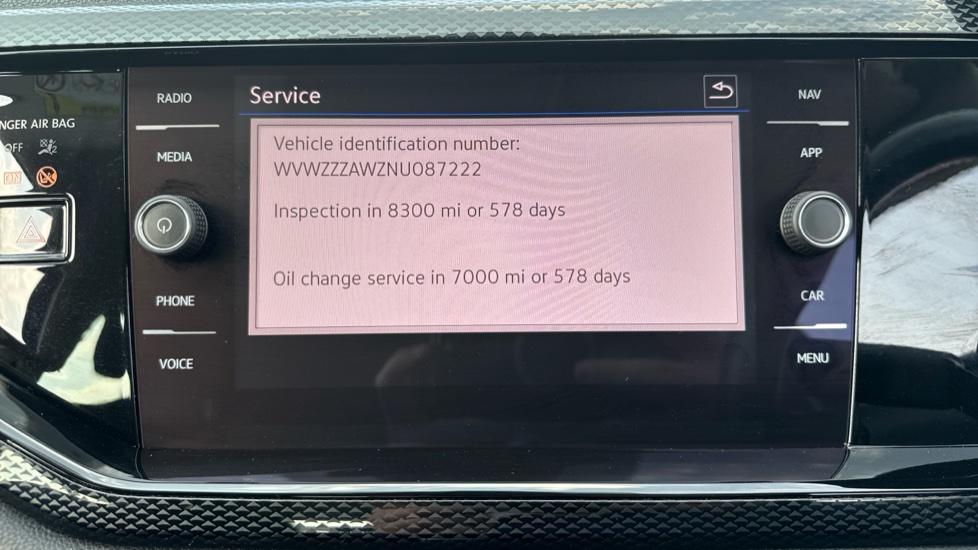 NGER AIR BAG
OFF
ON
RADIO
MEDIA
PHONE
VOICE
Service
Vehicle identification number:
WVWZZZAWZNU087222
Inspection in 8300 mi or 578 days
Oil change service in 7000 mi or 578 days
NAV
APP
CAR
MENU